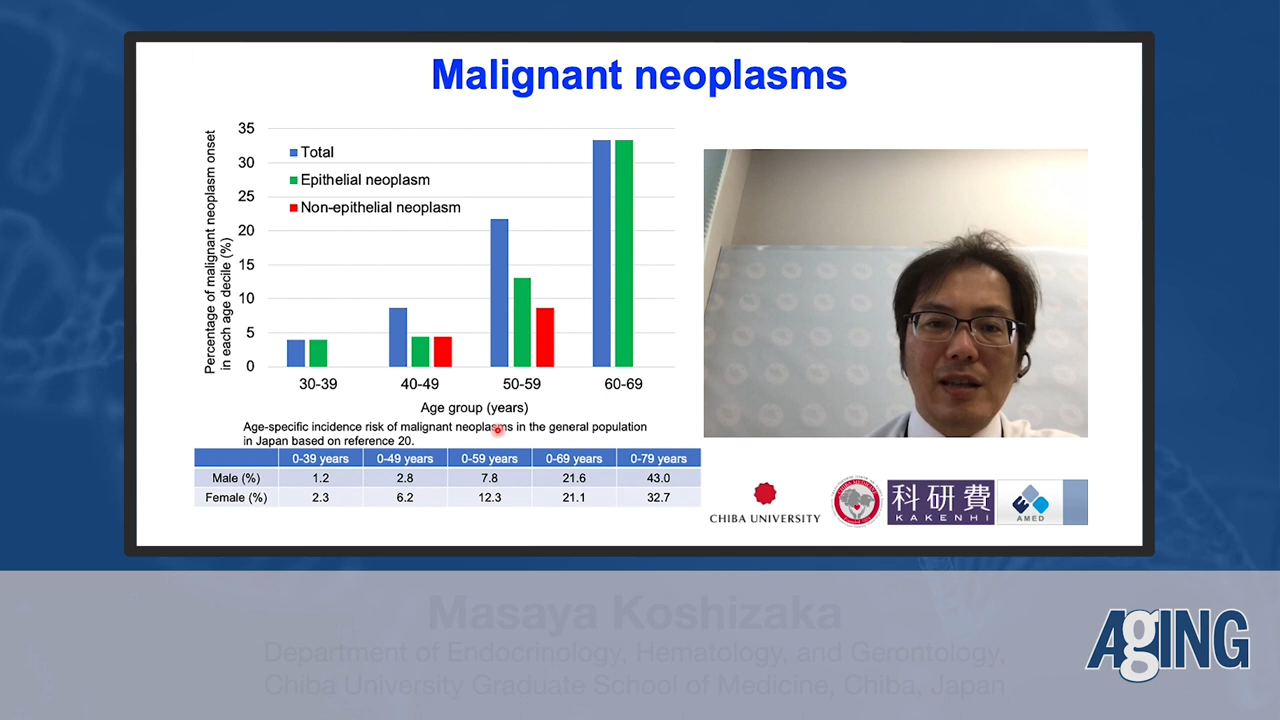 Malignant neoplasms
Percentage of malignant neoplasm onset
in each age decile (%)
35
30
25
20
15
10
5
0
Total
Epithelial neoplasm
Non-epithelial neoplasm
30-39 40-49 50-59 60-69
Age group (years)
Age-specific incidence risk of malignant neoplasms in the general population
in Japan based on reference 20.
0-39 years 0-49 years 0-59 years 0-69 years 0-79 years
Male (%) 1.2 2.8 7.8 21.6 43.0
Female (%) 2.3 6.2 12.3 21.1 32.7
CHIBA UNIVERSITY
科研費
KAKENHI
AMED
Masaya Koshizaka
Department of Endocrinology, Hematology, and Gerontology,
Chiba University Graduate School of Medicine, Chiba, Japan
AgING